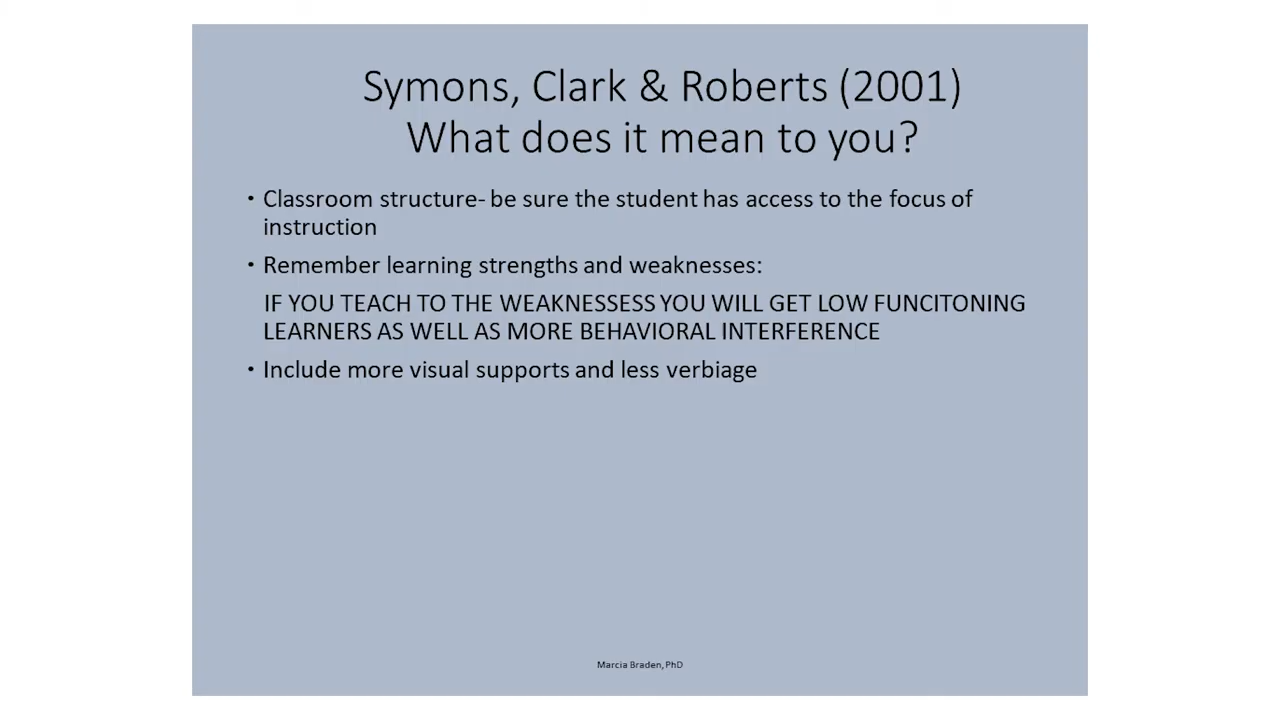 Symons, Clark & Roberts (2001)
What does it mean to you?
• Classroom structure- be sure the student has access to the focus of
instruction
• Remember learning strengths and weaknesses:
IF YOU TEACH TO THE WEAKNESSESS YOU WILL GET LOW FUNCITONING
LEARNERS AS WELL AS MORE BEHAVIORAL INTERFERENCE
• Include more visual supports and less verbiage
Marcia Braden, PhD